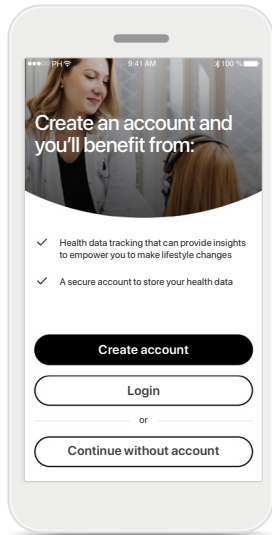 ●●●○○ PH 9:41 AM 100 %
Create an account and
you'll benefit from:
✓ Health data tracking that can provide insights
to empower you to make lifestyle changes
✓ A secure account to store your health data
Create account
Login
or
Continue without account